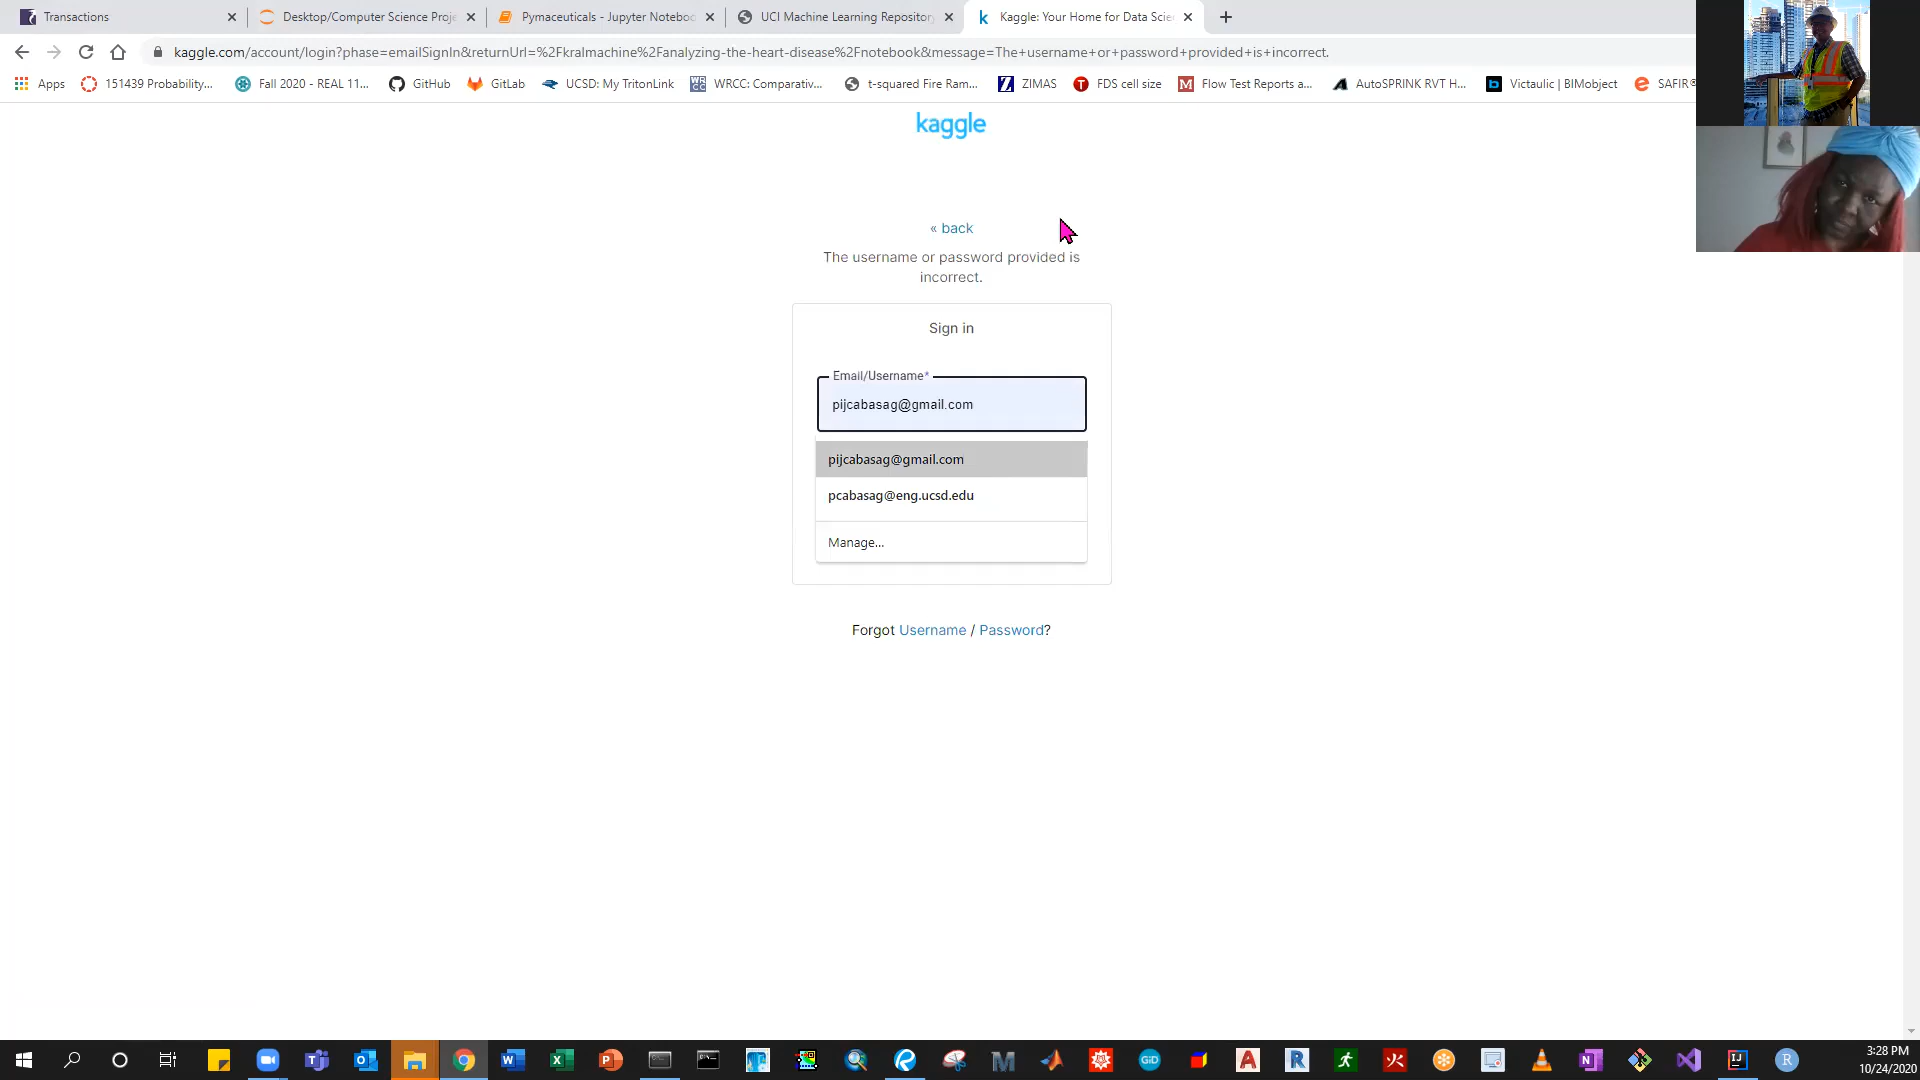 Transactions
Desktop/Computer Science Proje
Pymaceuticals - Jupyter Noteboo
UCI Machine Learning Repository
Kaggle: Your Home for Data Scie
kaggle.com/account/login?phase=emailSignIn&returnUrl=%2Fkralmachine%2Fanalyzing-the-heart-disease%2Fnotebook&message=The+username+or+password+provided+is+incorrect.
Apps
151439 Probability...
Fall 2020 - REAL 11...
GitHub
GitLab
UCSD: My TritonLink
WRCC: Comparativ...
t-squared Fire Ram...
ZIMAS
FDS cell size
Flow Test Reports a...
AutoSPRINK RVT H...
Victaulic | BIMobject
SAFIR®
kaggle
« back
The username or password provided is
incorrect.
Sign in
Email/Username*
pijcabasag@gmail.com
pijcabasag@gmail.com
pcabasag@eng.ucsd.edu
Manage...
Forgot Username / Password?
3:28 PM
10/24/2020